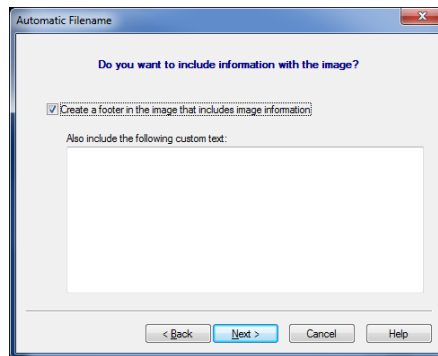 Automatic Filename
Do you want to include information with the image?
Create a footer in the image that includes image information
Also include the following custom text:
< Back
Next >
Cancel
Help